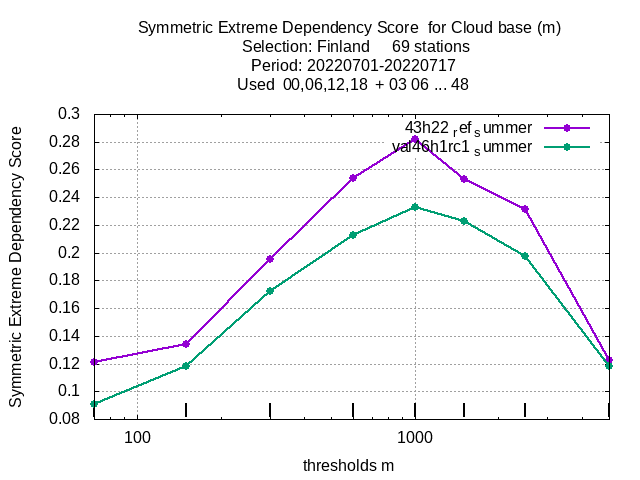 Symmetric Extreme Dependency Score for Cloud base (m)
Selection: Finland 69 stations
Period: 20220701-20220717
Used 00,06,12,18 + 03 06 ... 48
Symmetric Extreme Dependency Score
0.3
0.28
0.26
0.24
0.22
0.2
0.18
0.16
0.14
0.12
0.1
0.08
43h22ref summer
val46h1rc1 summer
100
1000
thresholds m